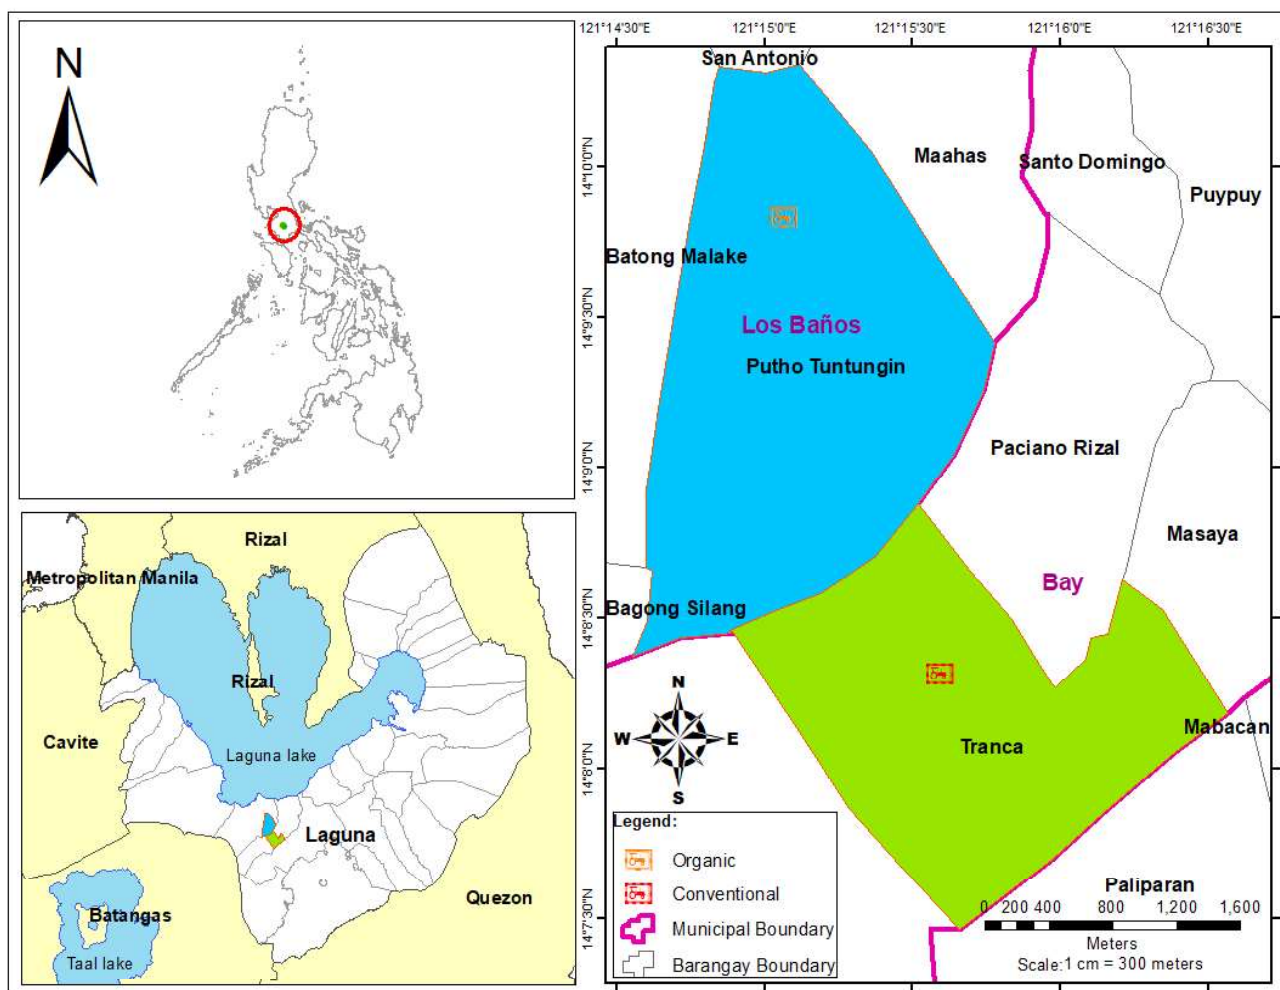 N
Rizal
Metropolitan Manila
Rizal
Cavite
Laguna lake
Laguna
Quezon
Batangas
Taal lake
121°14'30"E
121°15'0"E
121°15'30"E
121°16'0"E
121°16'30"E
14°10'0"N
14°9'30"N
14°9'0"N
14°8'30"N
14°8'0"N
14°7'30"N
San Antonio
Maahas
Santo Domingo
Puypuy
Batong Malake
Los Baños
Putho Tuntungin
Paciano Rizal
Masaya
Bay
Bagong Silang
Mabacan
Tranca
N
W
E
S
Legend:
Organic
Conventional
Municipal Boundary
Barangay Boundary
Paliparan
0 200 400 800 1,200 1,600
Meters
Scale:1 cm = 300 meters